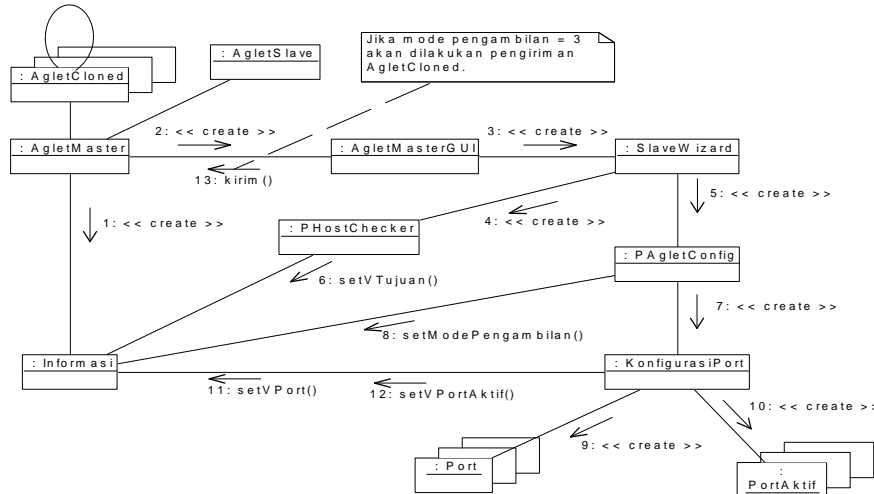 : AgletCloned
: AgletSlave
Jika mode pengambilan = 3
akan dilakukan pengiriman
AgletCloned.
2: << create >>
3: << create >>
: AgletMaster
: AgletMasterGUI
: SlaveWizard
13: kirim()
5: << create >>
1: << create >>
4: << create >>
: PHostChecker
: PAgletConfig
6: setVTujuan()
7: << create >>
8: setModePengambilan()
: Informasi
: KonfigurasiPort
11: setVPort()
12: setVPortAktif()
10: << create >>
9: << create >>
: Port
:
PortAktif